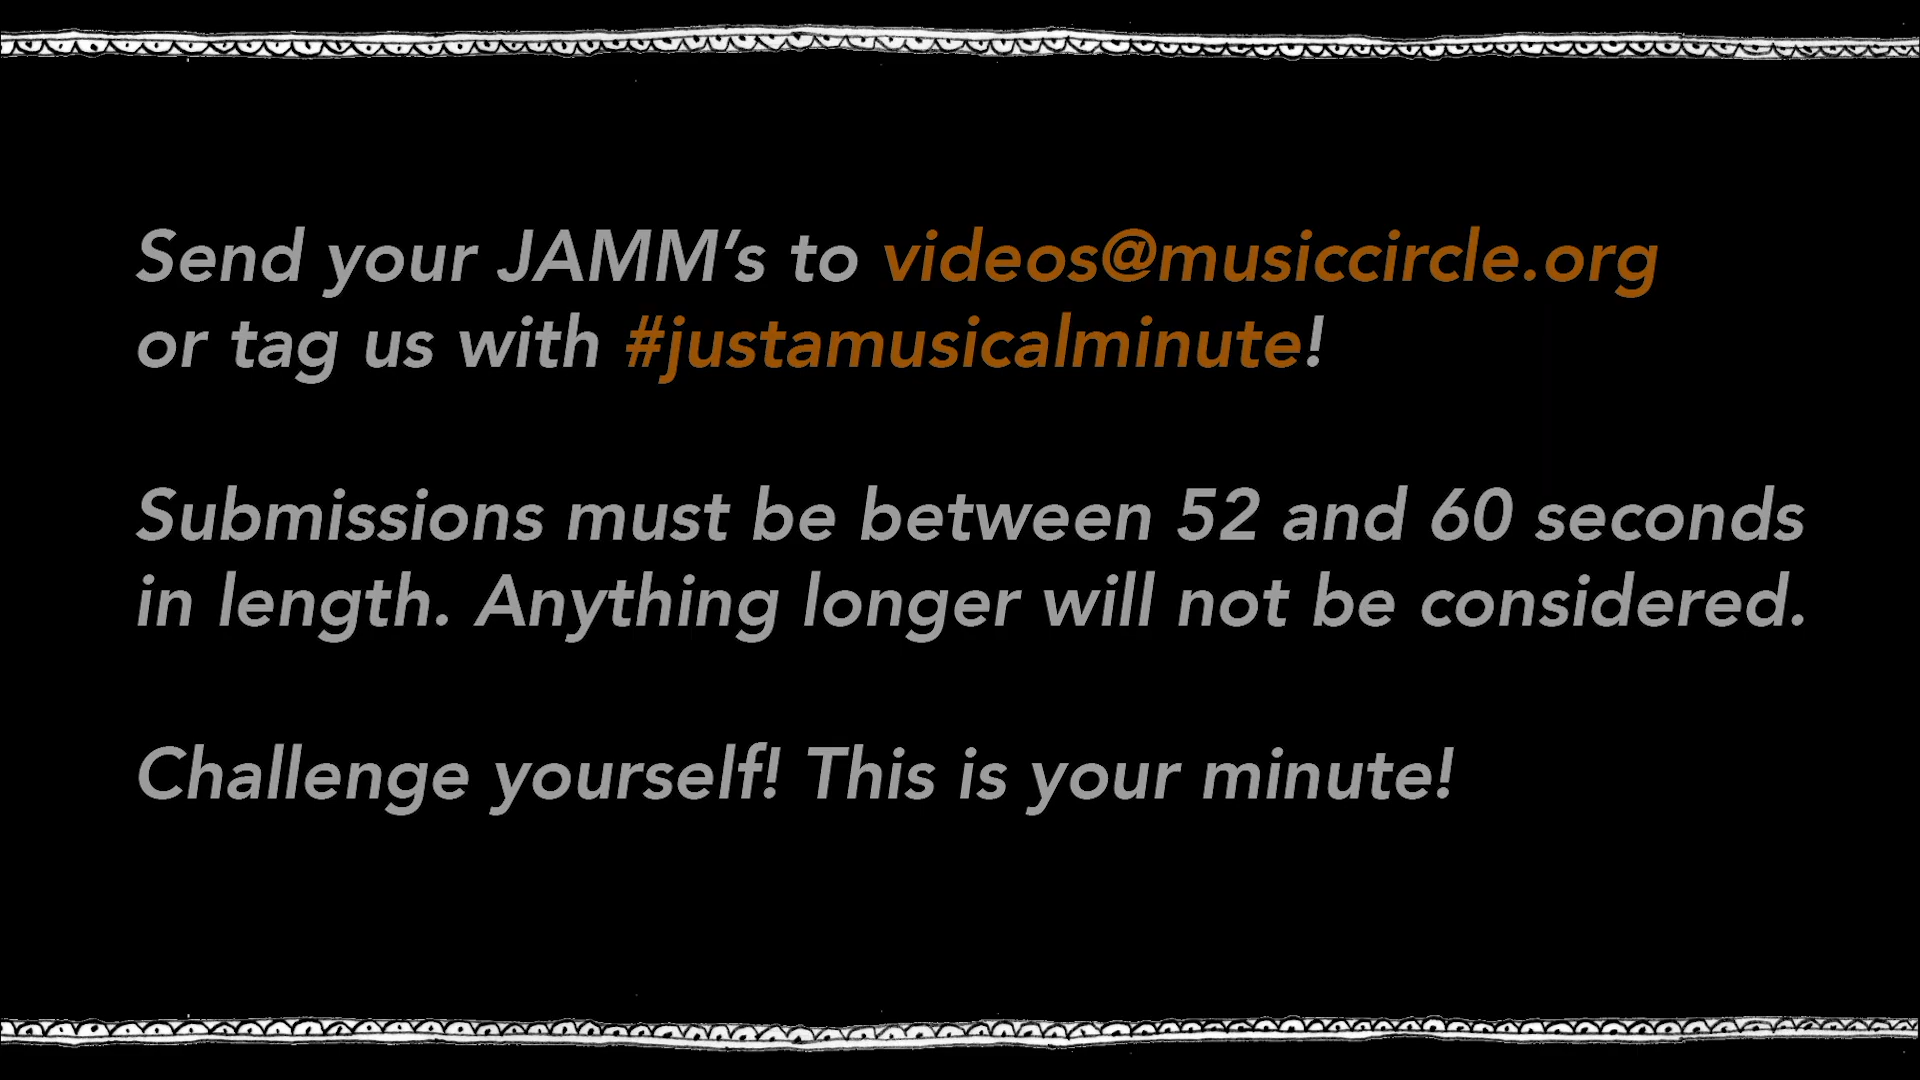 Send your JAMM’s to videos@musiccircle.org
or tag us with #justamusicalminute!
Submissions must be between 52 and 60 seconds
in length. Anything longer will not be considered.
Challenge yourself! This is your minute!